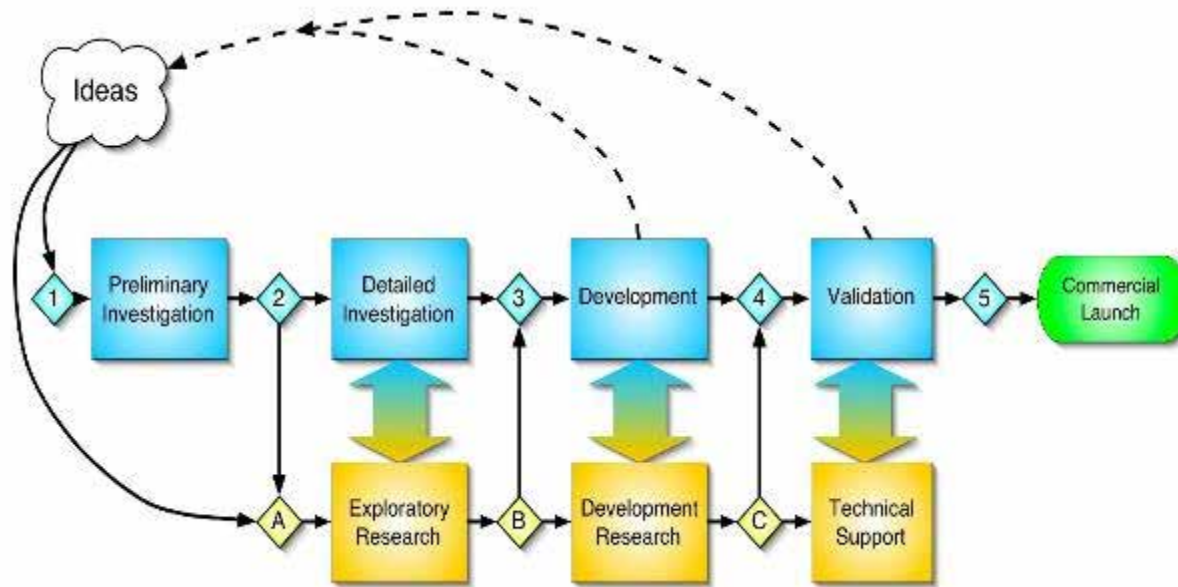 Ideas
1
Preliminary
Investigation
2
Detailed
Investigation
3
Development
4
Validation
5
Commercial
Launch
A
Exploratory
Research
B
Development
Research
C
Technical
Support